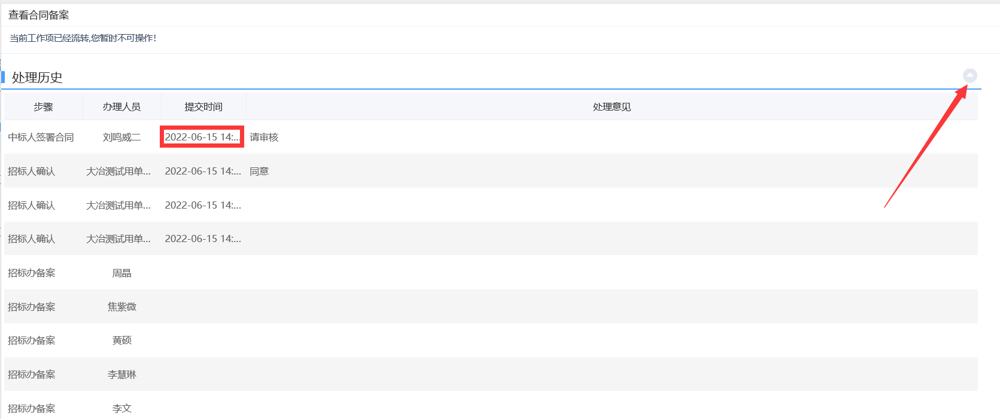 查看合同备案
当前工作项已经流转,您暂时不可操作!
处理历史
步骤 办理人员 提交时间 处理意见
中标人签署合同 刘鸣威二 2022-06-15 14:... 请审核
招标人确认 大冶测试用单... 2022-06-15 14:... 同意
招标人确认 大冶测试用单... 2022-06-15 14:...
招标人确认 大冶测试用单... 2022-06-15 14:...
招标办备案 周晶
招标办备案 焦紫微
招标办备案 黄硕
招标办备案 李慧琳
招标办备案 李文